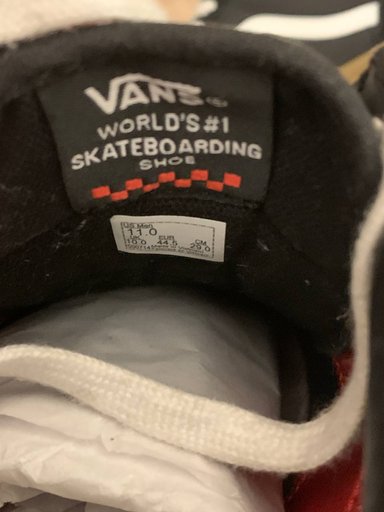 VANS®
WORLD'S #1
SKATEBOARDING
SHOE
US Men
11.0
UK EUR CM
10.0 44.5 29.0